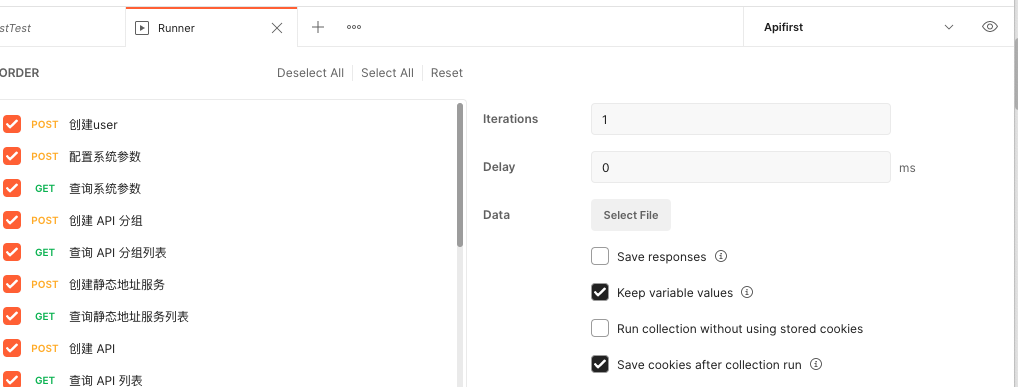 stTest
Runner
Apifirst
ORDER
Deselect All
Select All
Reset
POST 创建user
POST 配置系统参数
GET 查询系统参数
POST 创建 API 分组
GET 查询 API 分组列表
POST 创建静态地址服务
GET 查询静态地址服务列表
POST 创建 API
GET 查询 API 列表
Iterations 1
Delay 0 ms
Data Select File
Save responses
Keep variable values
Run collection without using stored cookies
Save cookies after collection run